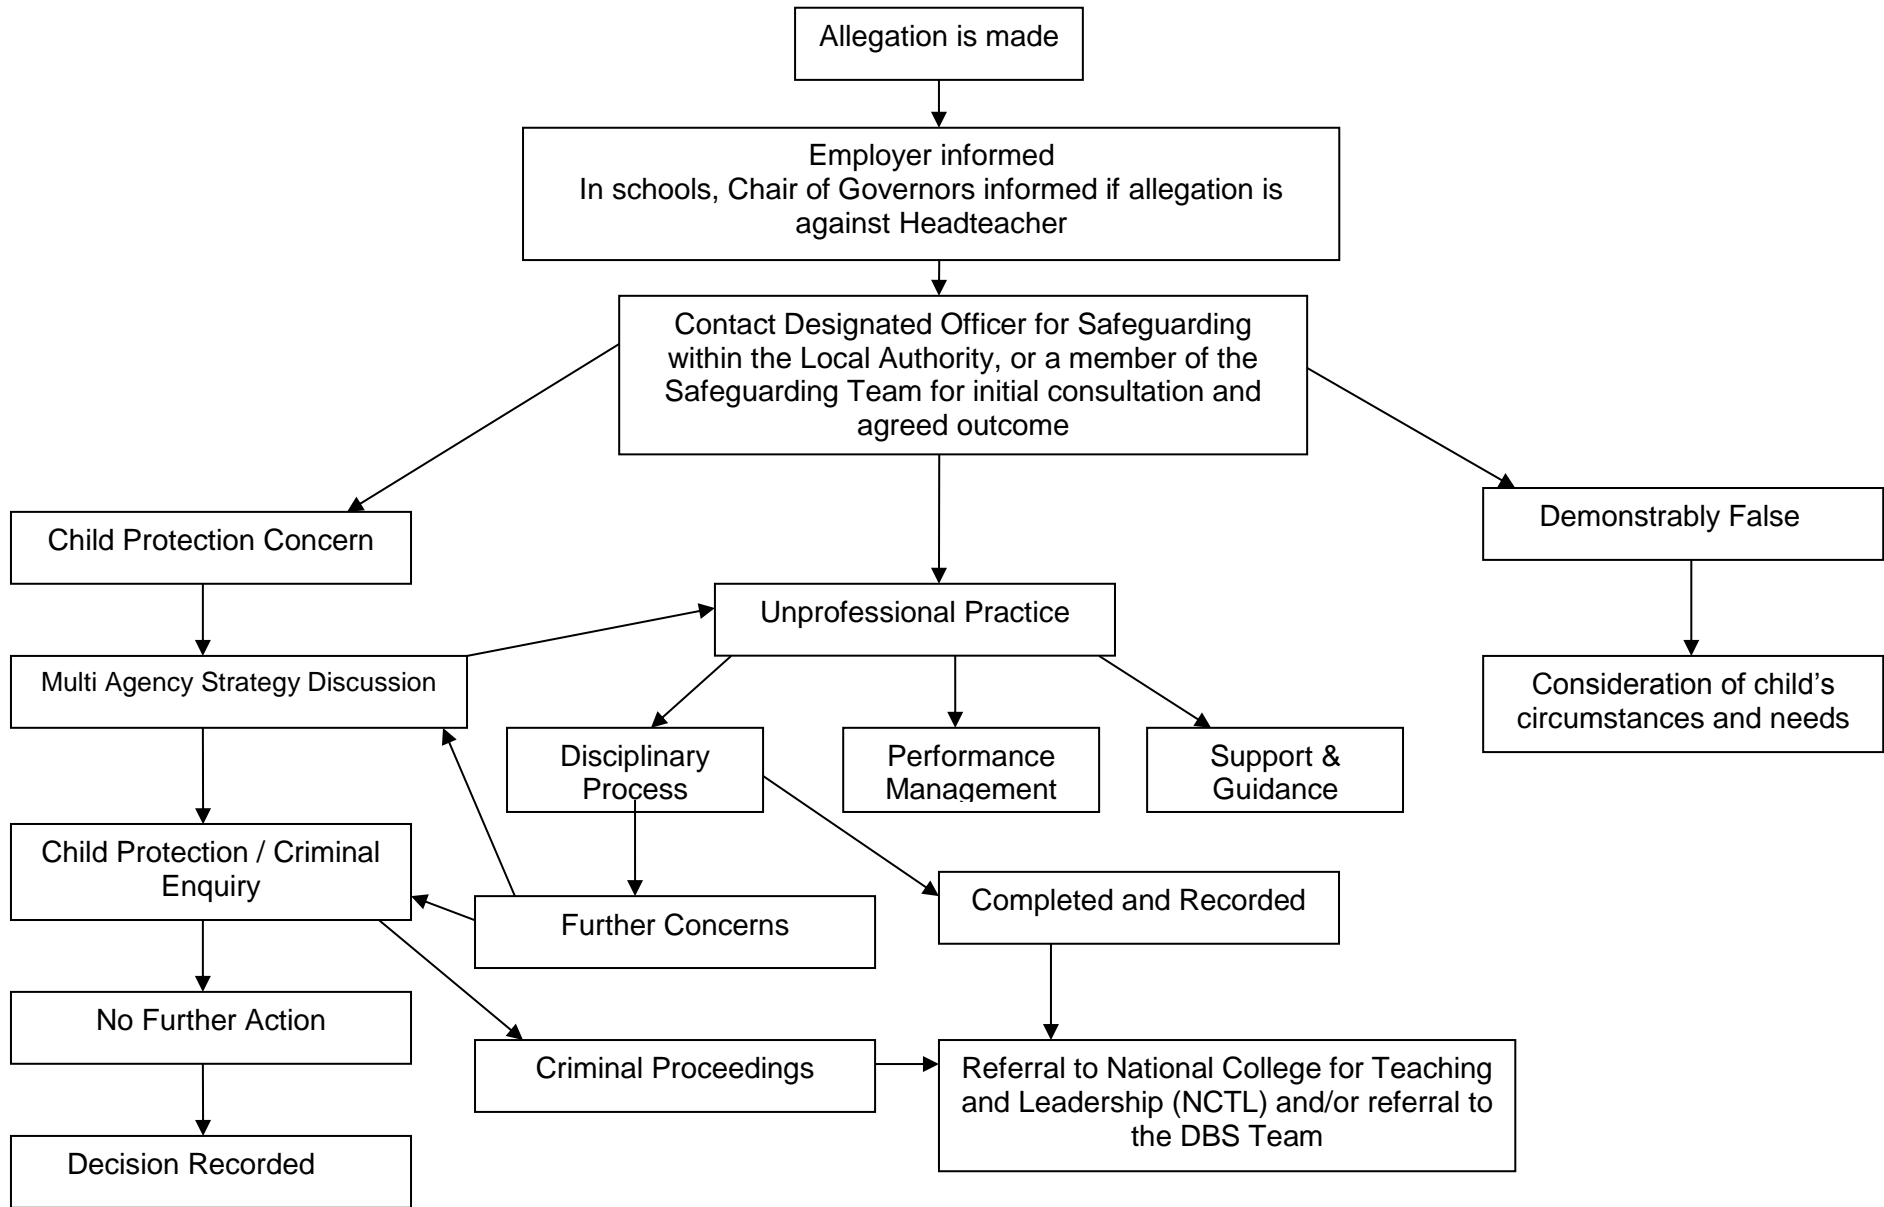 Allegation is made
Employer informed
In schools, Chair of Governors informed if allegation is
against Headteacher
Contact Designated Officer for Safeguarding
within the Local Authority, or a member of the
Safeguarding Team for initial consultation and
agreed outcome
Child Protection Concern
Demonstrably False
Unprofessional Practice
Multi Agency Strategy Discussion
Consideration of child’s
circumstances and needs
Disciplinary
Process
Performance
Management
Support &
Guidance
Child Protection / Criminal
Enquiry
Further Concerns
Completed and Recorded
No Further Action
Criminal Proceedings
Referral to National College for Teaching
and Leadership (NCTL) and/or referral to
the DBS Team
Decision Recorded